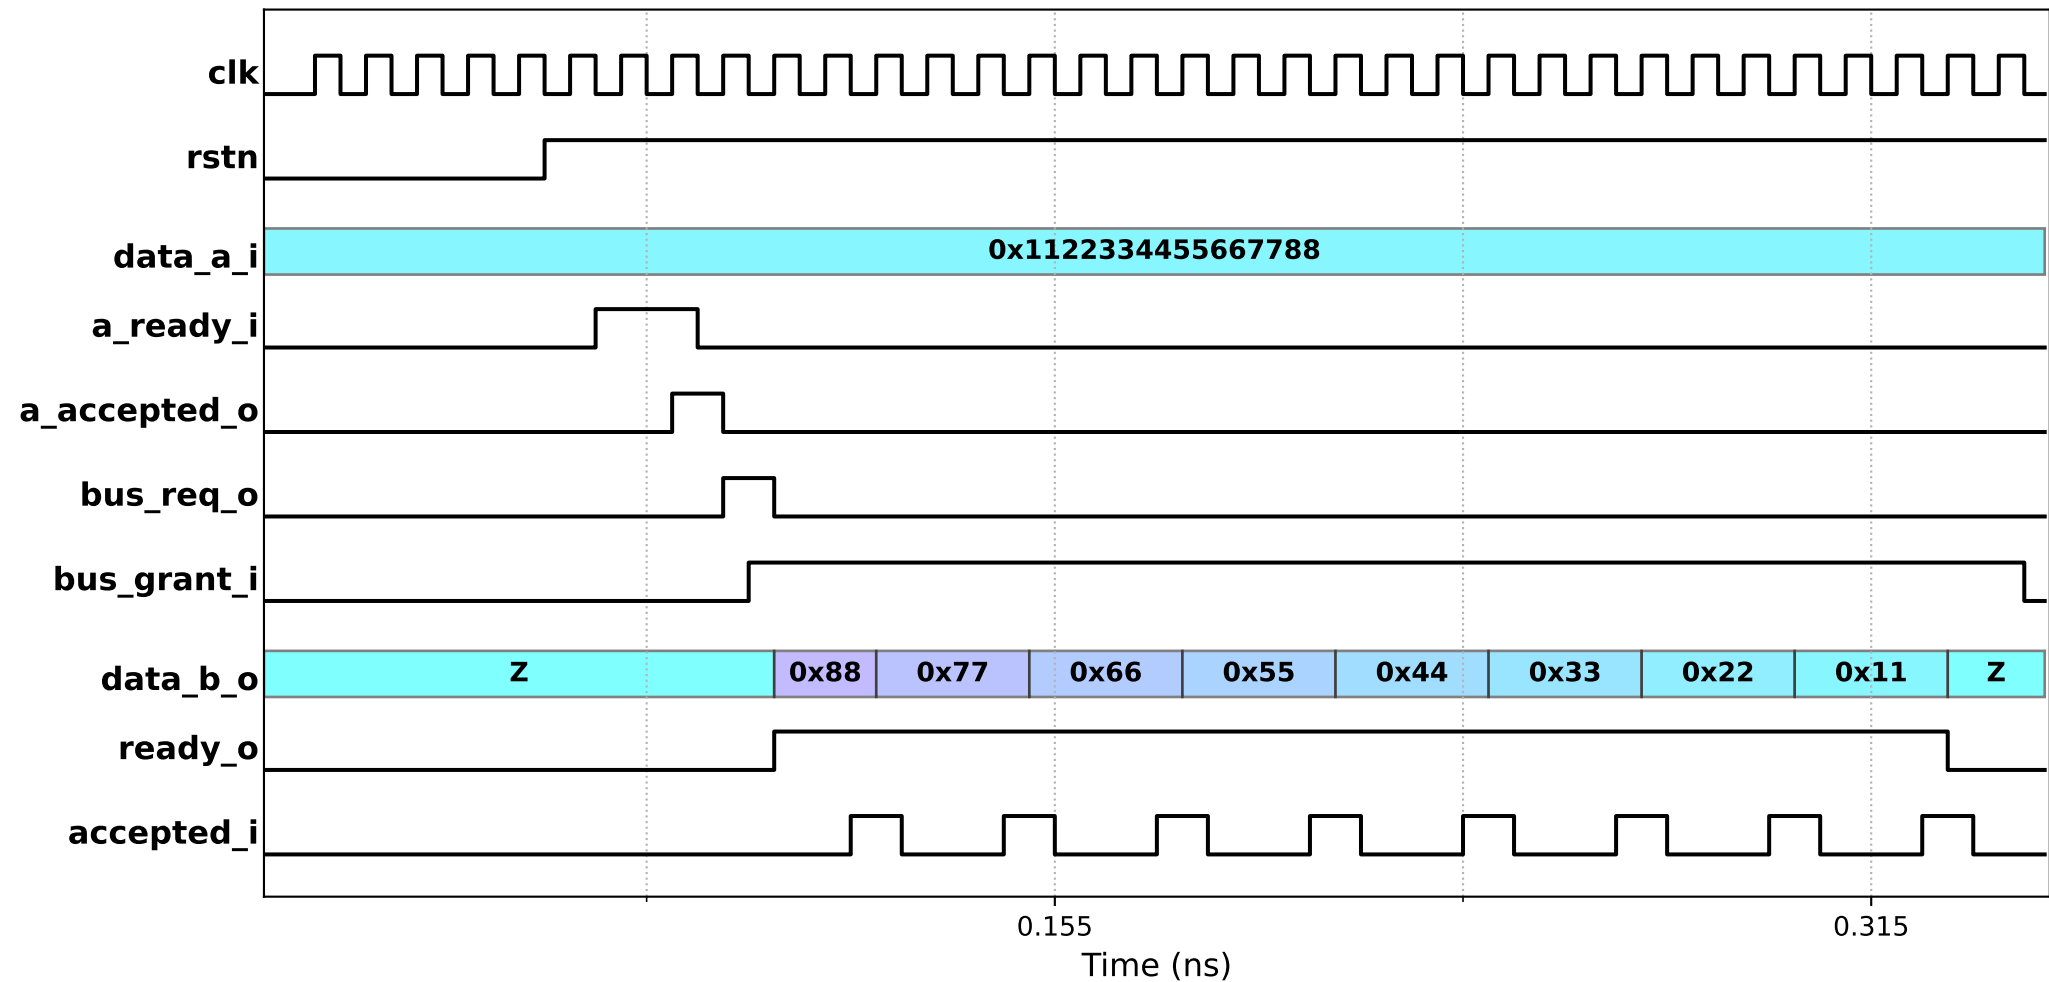 clk
rstn
data_a_i
0x1122334455667788
a_ready_i
a_accepted_o
bus_req_o
bus_grant_i
data_b_o
Z 0x88 0x77 0x66 0x55 0x44 0x33 0x22 0x11 Z
ready_o
accepted_i
0.155 0.315
Time (ns)